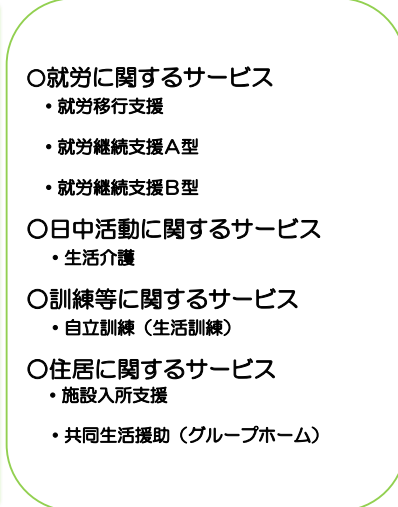 ○就労に関するサービス
・就労移行支援
・就労継続支援A型
・就労継続支援B型
○日中活動に関するサービス
・生活介護
○訓練等に関するサービス
・自立訓練（生活訓練）
○住居に関するサービス
・施設入所支援
・共同生活援助（グループホーム）